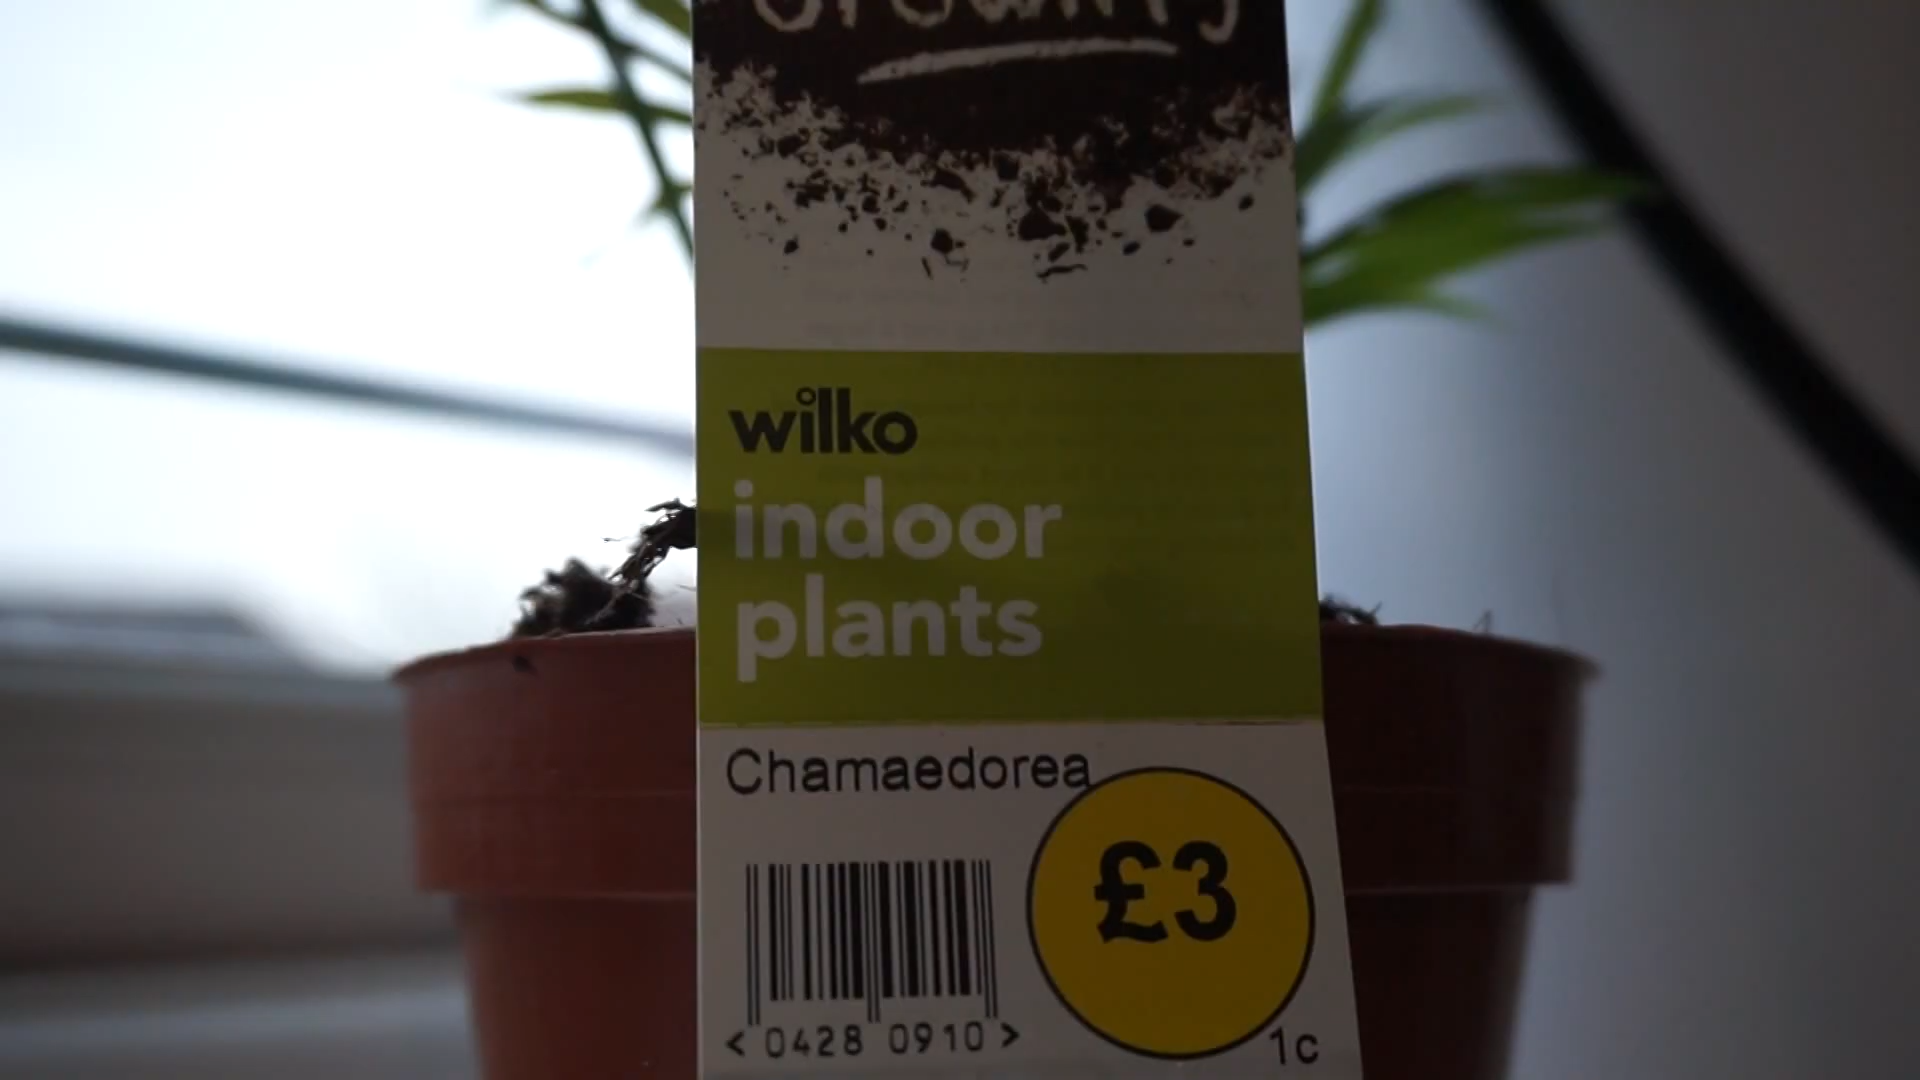 wilko
indoor
plants
Chamaedorea
£3
< 0428 0910 >
1c